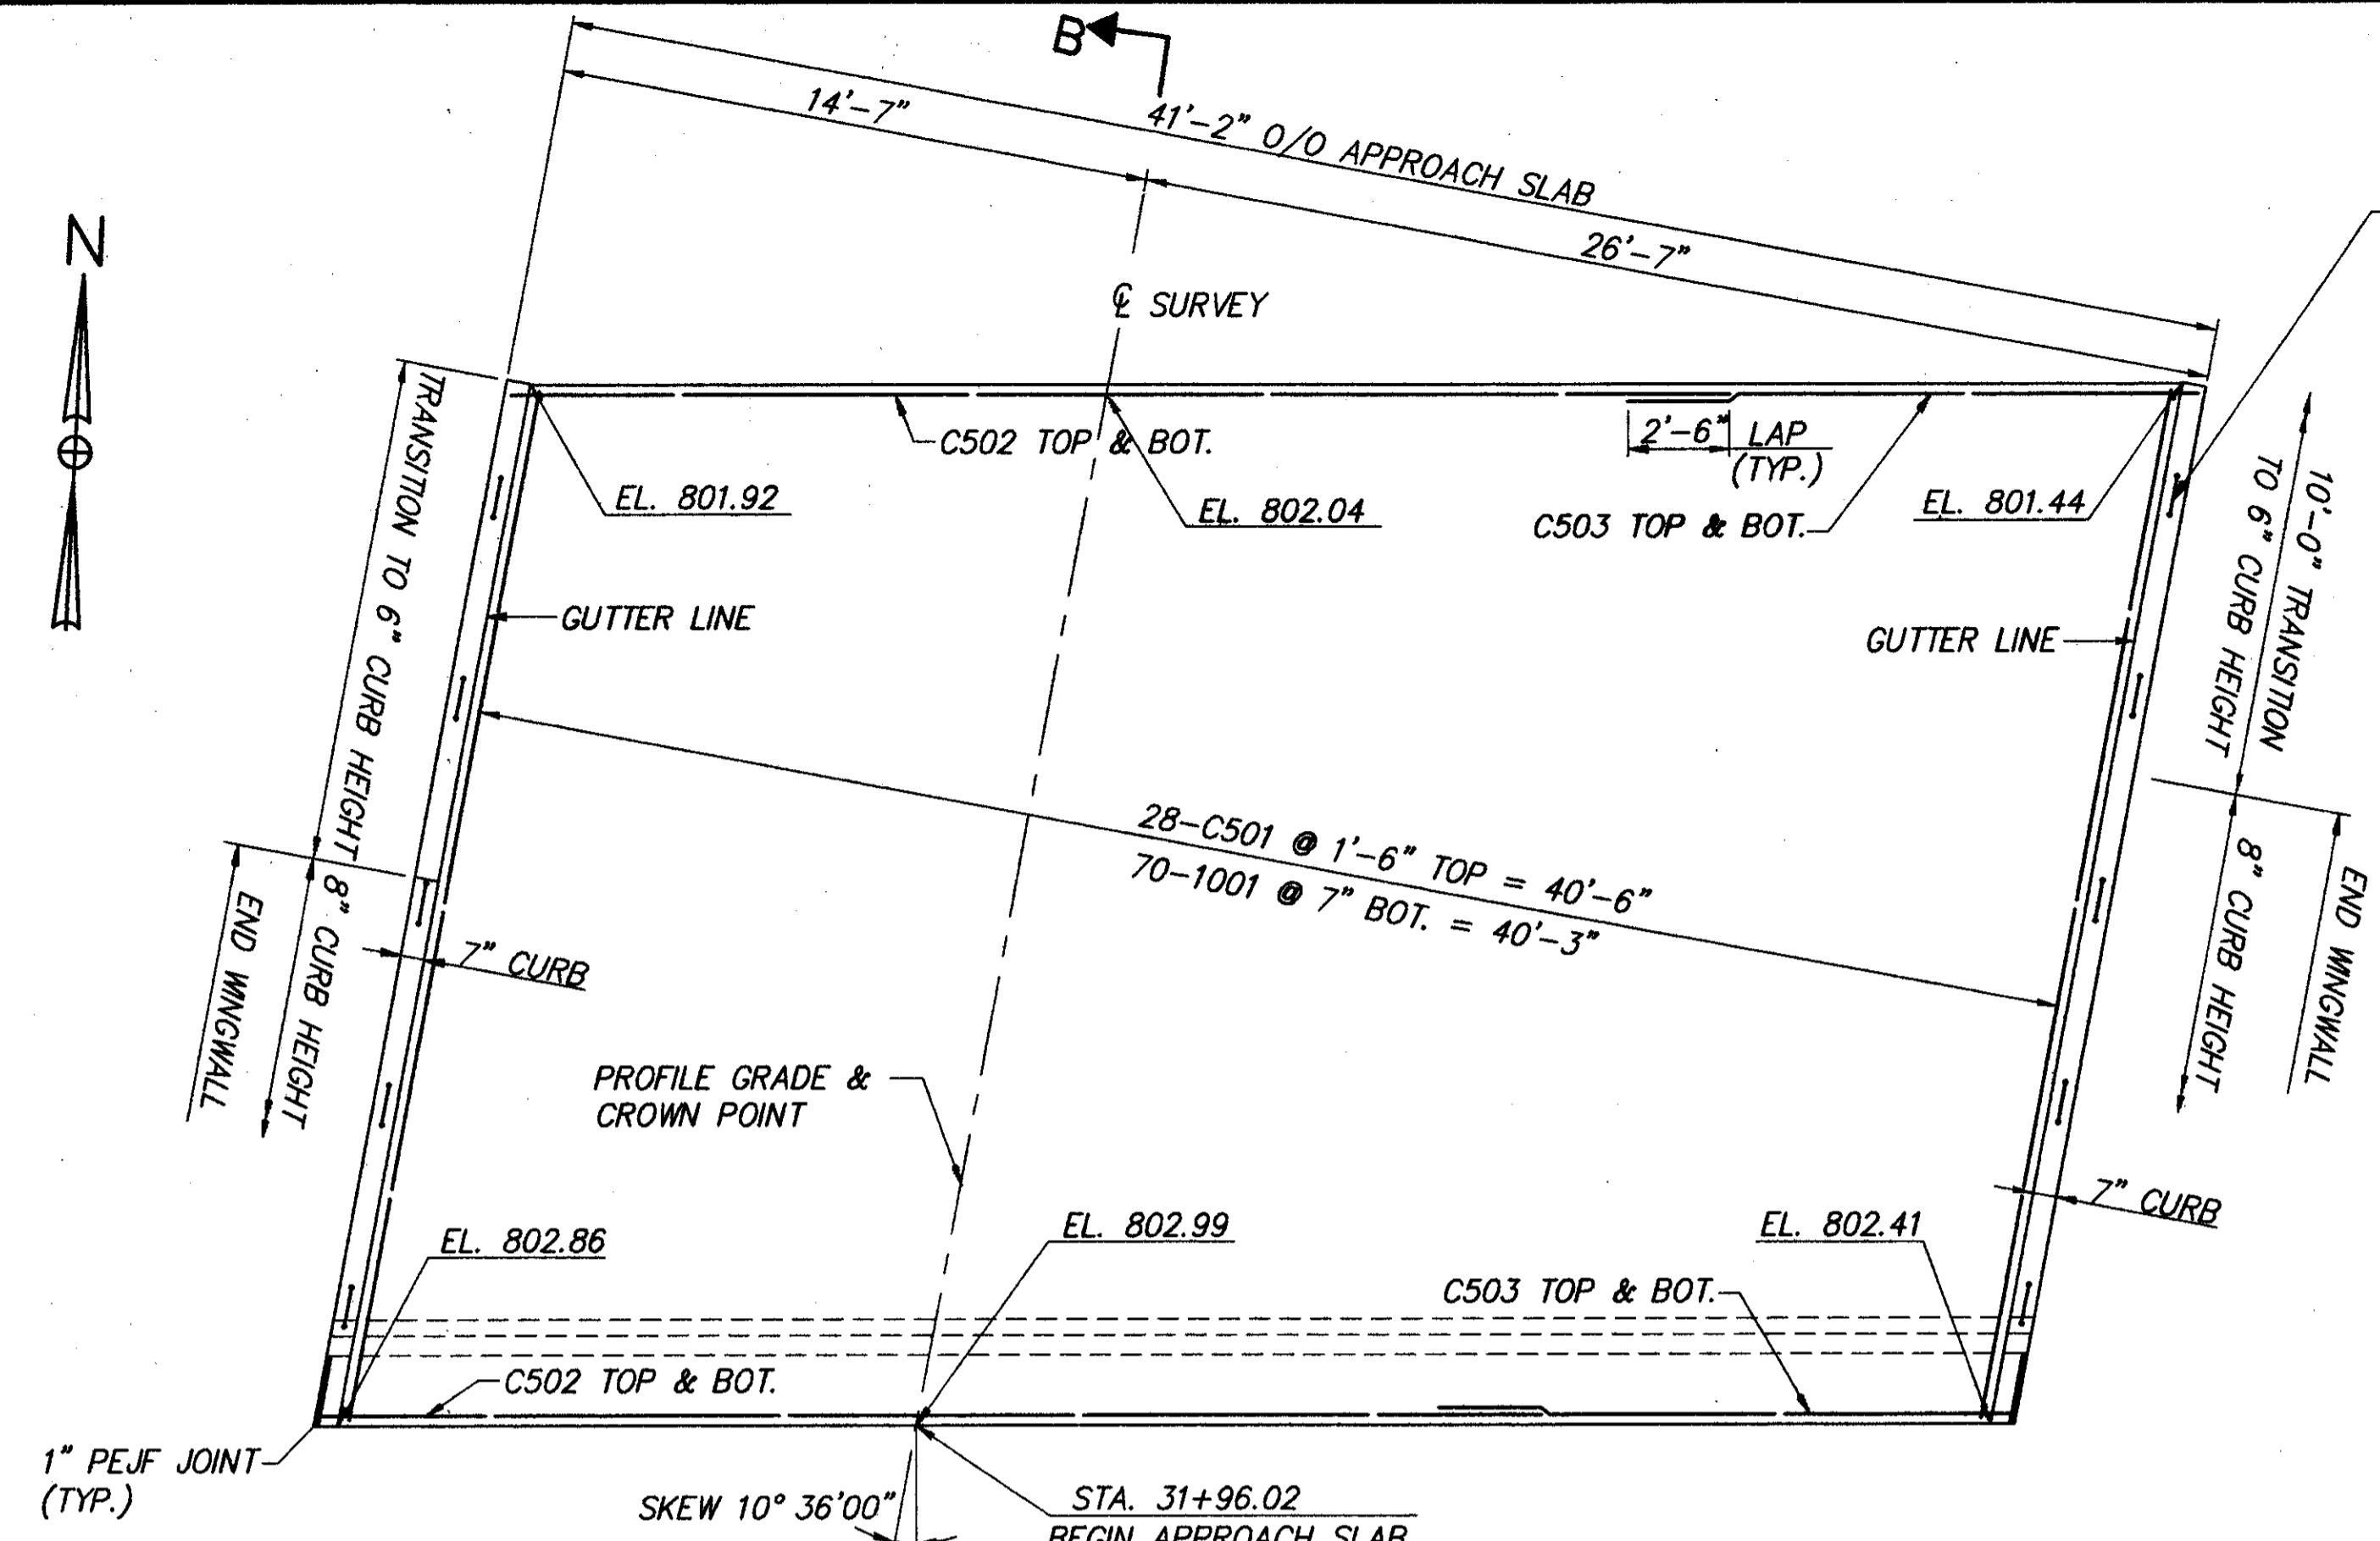 B
14'-7"
41'-2" O/O APPROACH SLAB
26'-7"
N
℄ SURVEY
TRANSITION TO 6" CURB HEIGHT
C502 TOP & BOT.
2'-6" LAP
(TYP.)
EL. 801.92
EL. 802.04
C503 TOP & BOT.
EL. 801.44
10'-0" TRANSITION
TO 6" CURB HEIGHT
GUTTER LINE
GUTTER LINE
28-C501 @ 1'-6" TOP = 40'-6"
70-1001 @ 7" BOT. = 40'-3"
END WINGWALL
8" CURB HEIGHT
7" CURB
8" CURB HEIGHT
END WINGWALL
PROFILE GRADE &
CROWN POINT
7" CURB
EL. 802.86
EL. 802.99
EL. 802.41
C503 TOP & BOT.
C502 TOP & BOT.
1" PEJF JOINT
(TYP.)
SKEW 10° 36'00"
STA. 31+96.02
BEGIN APPROACH SLAB